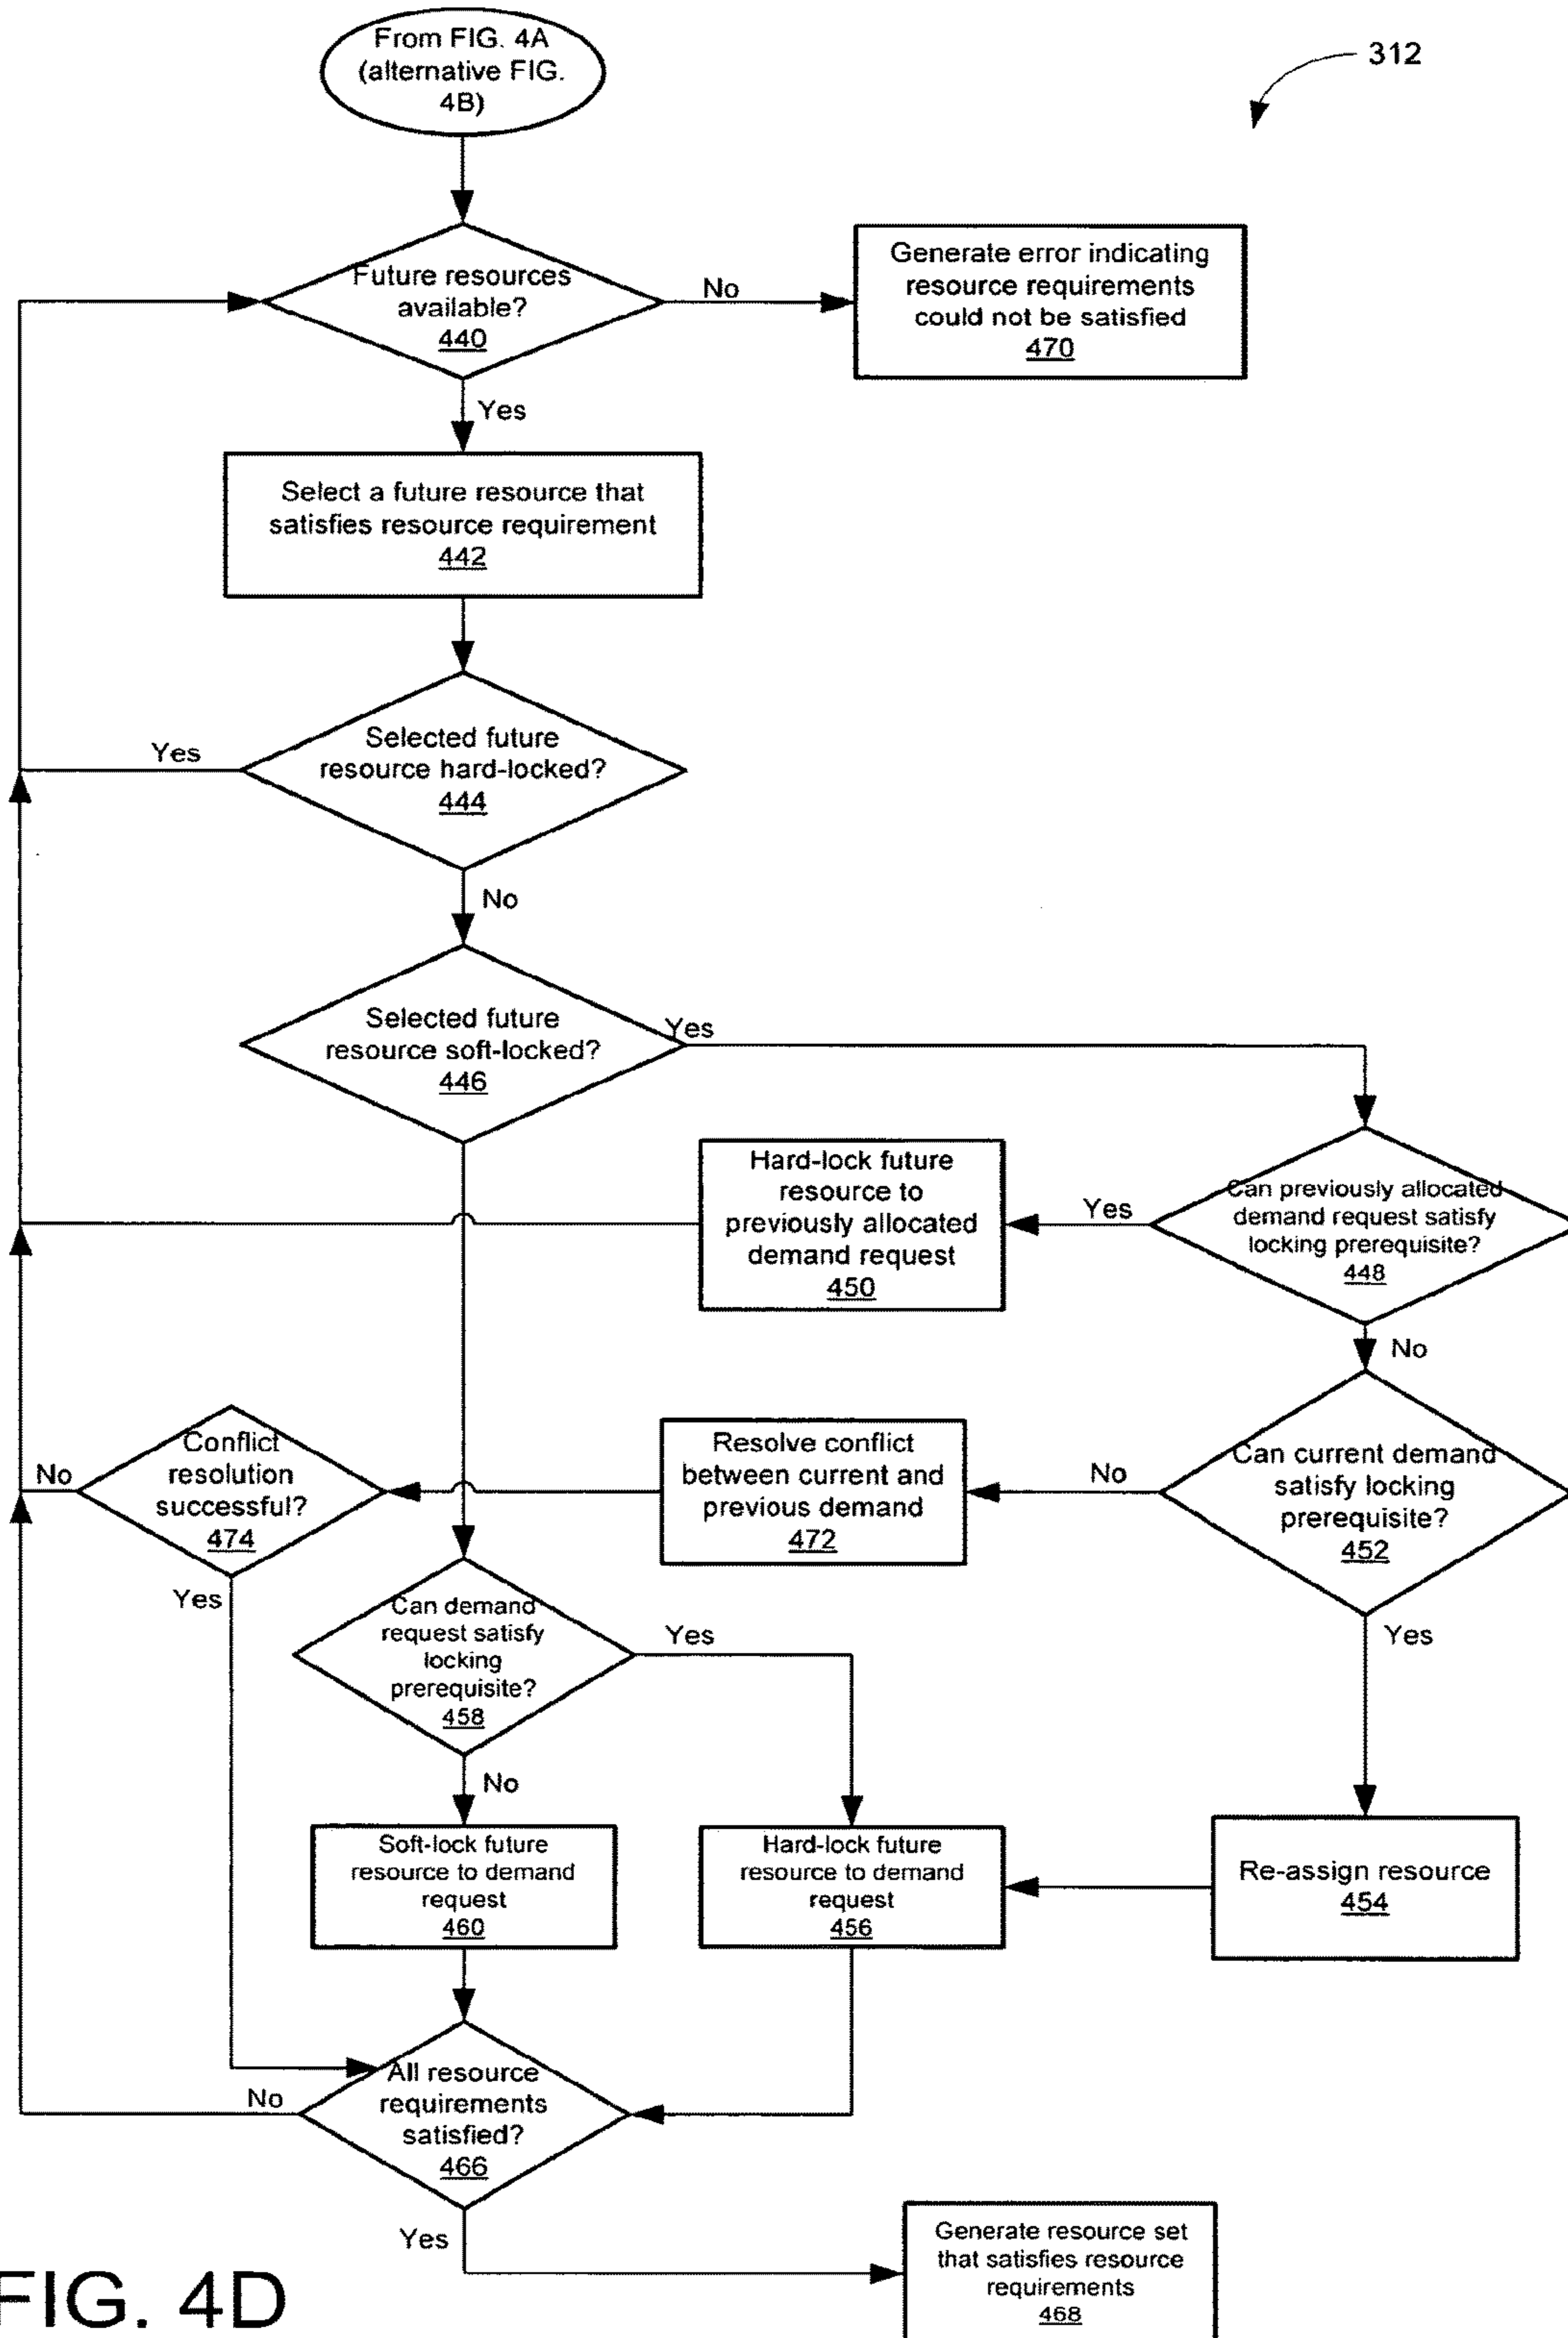 From FIG. 4A
(alternative FIG.
4B)
312
Future resources
available?
440
No
Generate error indicating
resource requirements
could not be satisfied
470
Yes
Select a future resource that
satisfies resource requirement
442
Selected future
resource hard-locked?
444
Yes
No
Selected future
resource soft-locked?
446
Yes
Can previously allocated
demand request satisfy
locking prerequisite?
448
Yes
Hard-lock future
resource to
previously allocated
demand request
450
No
Can current demand
satisfy locking
prerequisite?
452
No
Resolve conflict
between current and
previous demand
472
Conflict
resolution
successful?
474
No
Yes
Yes
Can demand
request satisfy
locking
prerequisite?
458
Yes
No
Soft-lock future
resource to demand
request
460
Hard-lock future
resource to demand
request
456
Re-assign resource
454
All resource
requirements
satisfied?
466
No
Yes
Generate resource set
that satisfies resource
requirements
468
FIG. 4D